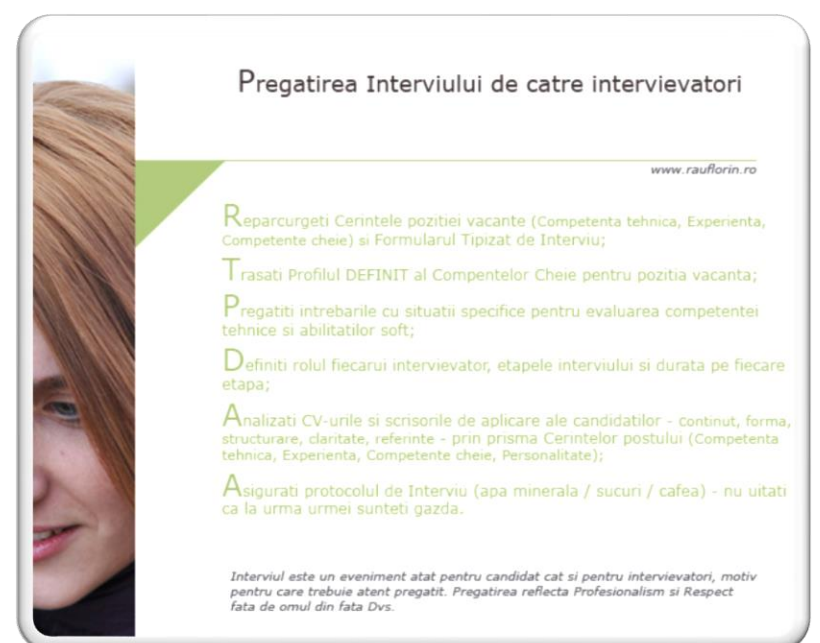 Pregatirea Interviului de catre intervievatori
www.rauflorin.ro
Reparcurgeti Cerintele pozitiei vacante (Competenta tehnica, Experienta,
Competente cheie) si Formularul Tipizat de Interviu;
Trasati Profilul DEFINIT al Compentelor Cheie pentru pozitia vacanta;
Pregatiti intrebarile cu situatii specifice pentru evaluarea competentei
tehnice si abilitatilor soft;
Definiti rolul fiecarui intervievator, etapele interviului si durata pe fiecare
etapa;
Analizati CV-urile si scrisorile de aplicare ale candidatilor - continut, forma,
structurare, claritate, referinte - prin prisma Cerintelor postului (Competenta
tehnica, Experienta, Competente cheie, Personalitate);
Asigurati protocolul de Interviu (apa minerala / sucuri / cafea) - nu uitati
ca la urma urmei sunteti gazda.
Interviul este un eveniment atat pentru candidat cat si pentru intervievatori, motiv
pentru care trebuie atent pregatit. Pregatirea reflecta Profesionalism si Respect
fata de omul din fata Dvs.